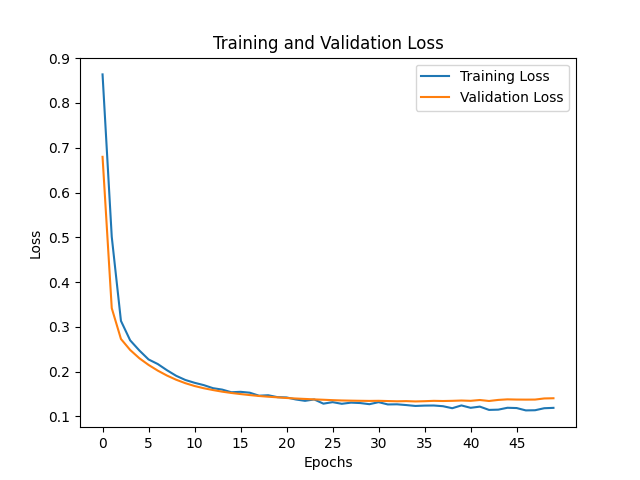 Training and Validation Loss
Training Loss
Validation Loss
0.9
0.8
0.7
0.6
0.5
0.4
0.3
0.2
0.1
Loss
0 5 10 15 20 25 30 35 40 45
Epochs